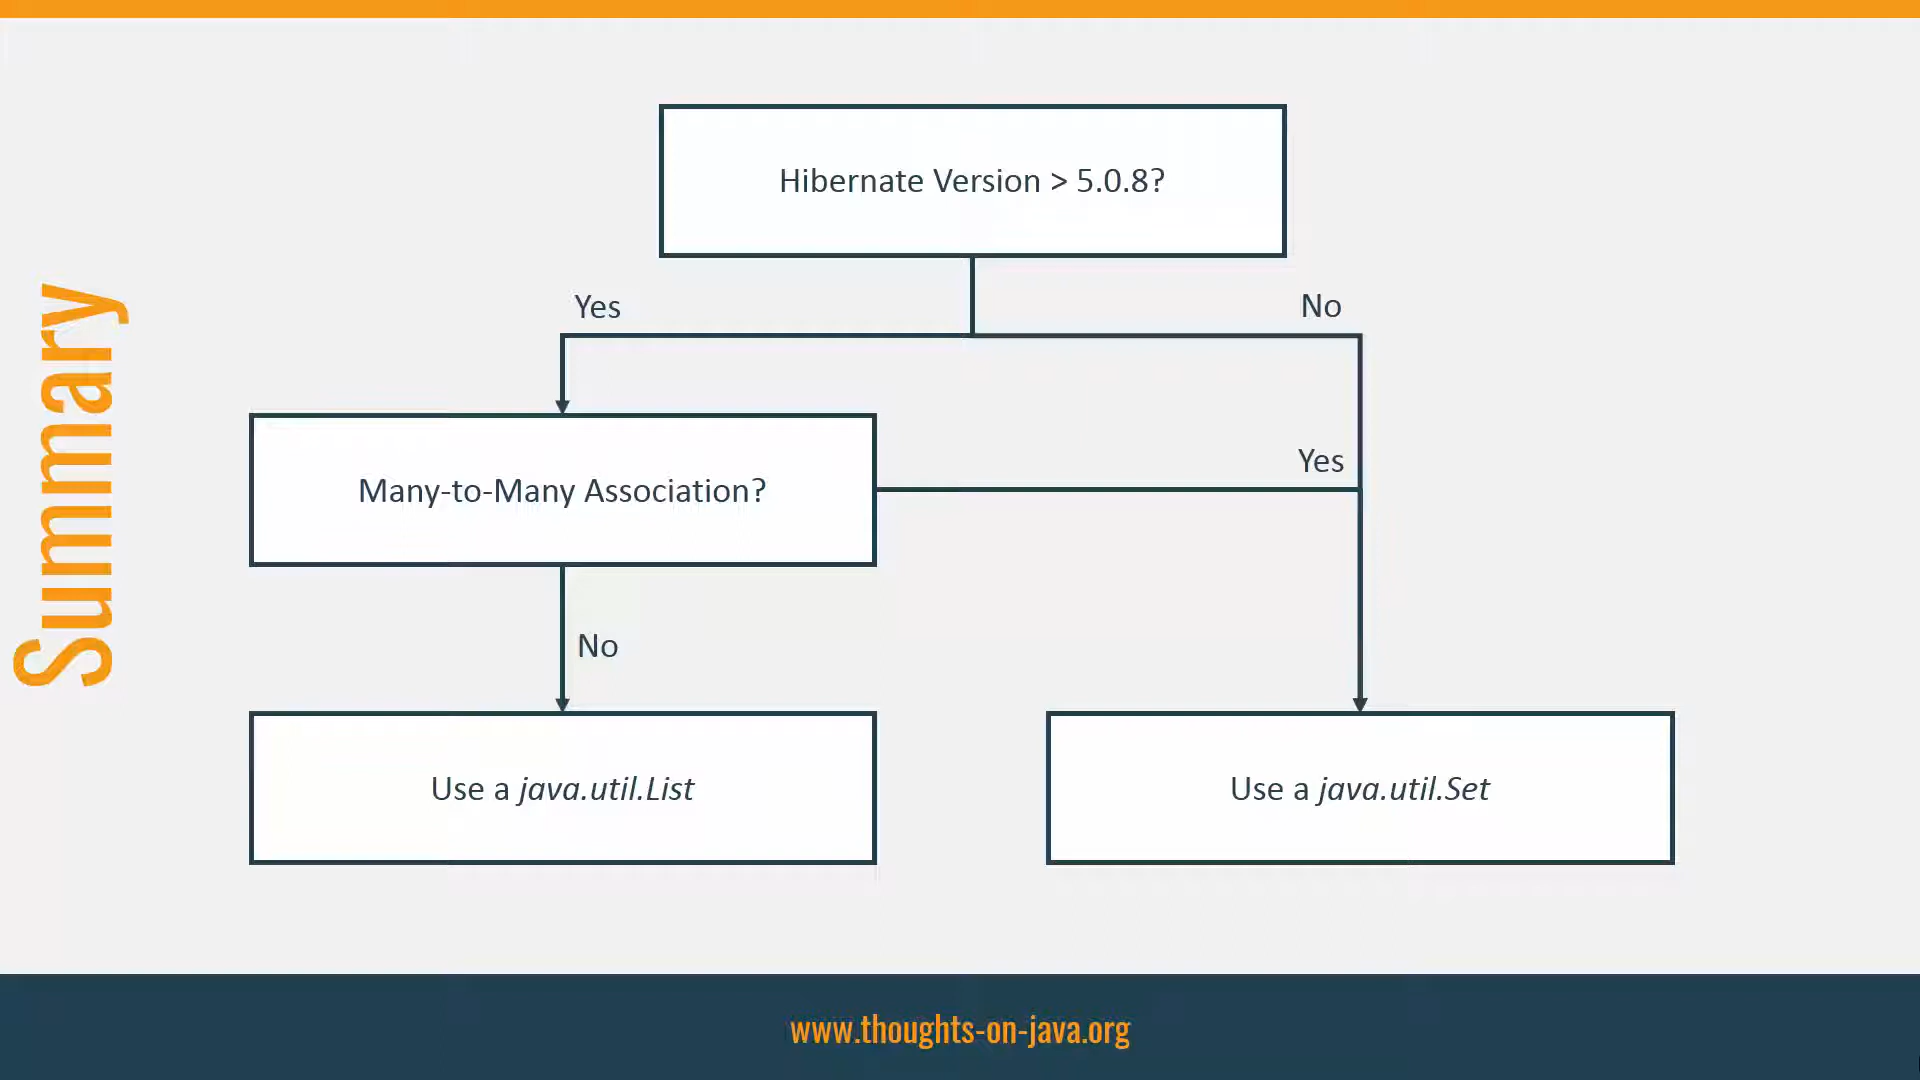 Summary
Hibernate Version > 5.0.8?
Yes
No
Many-to-Many Association?
Yes
No
Use a java.util.List
Use a java.util.Set
www.thoughts-on-java.org